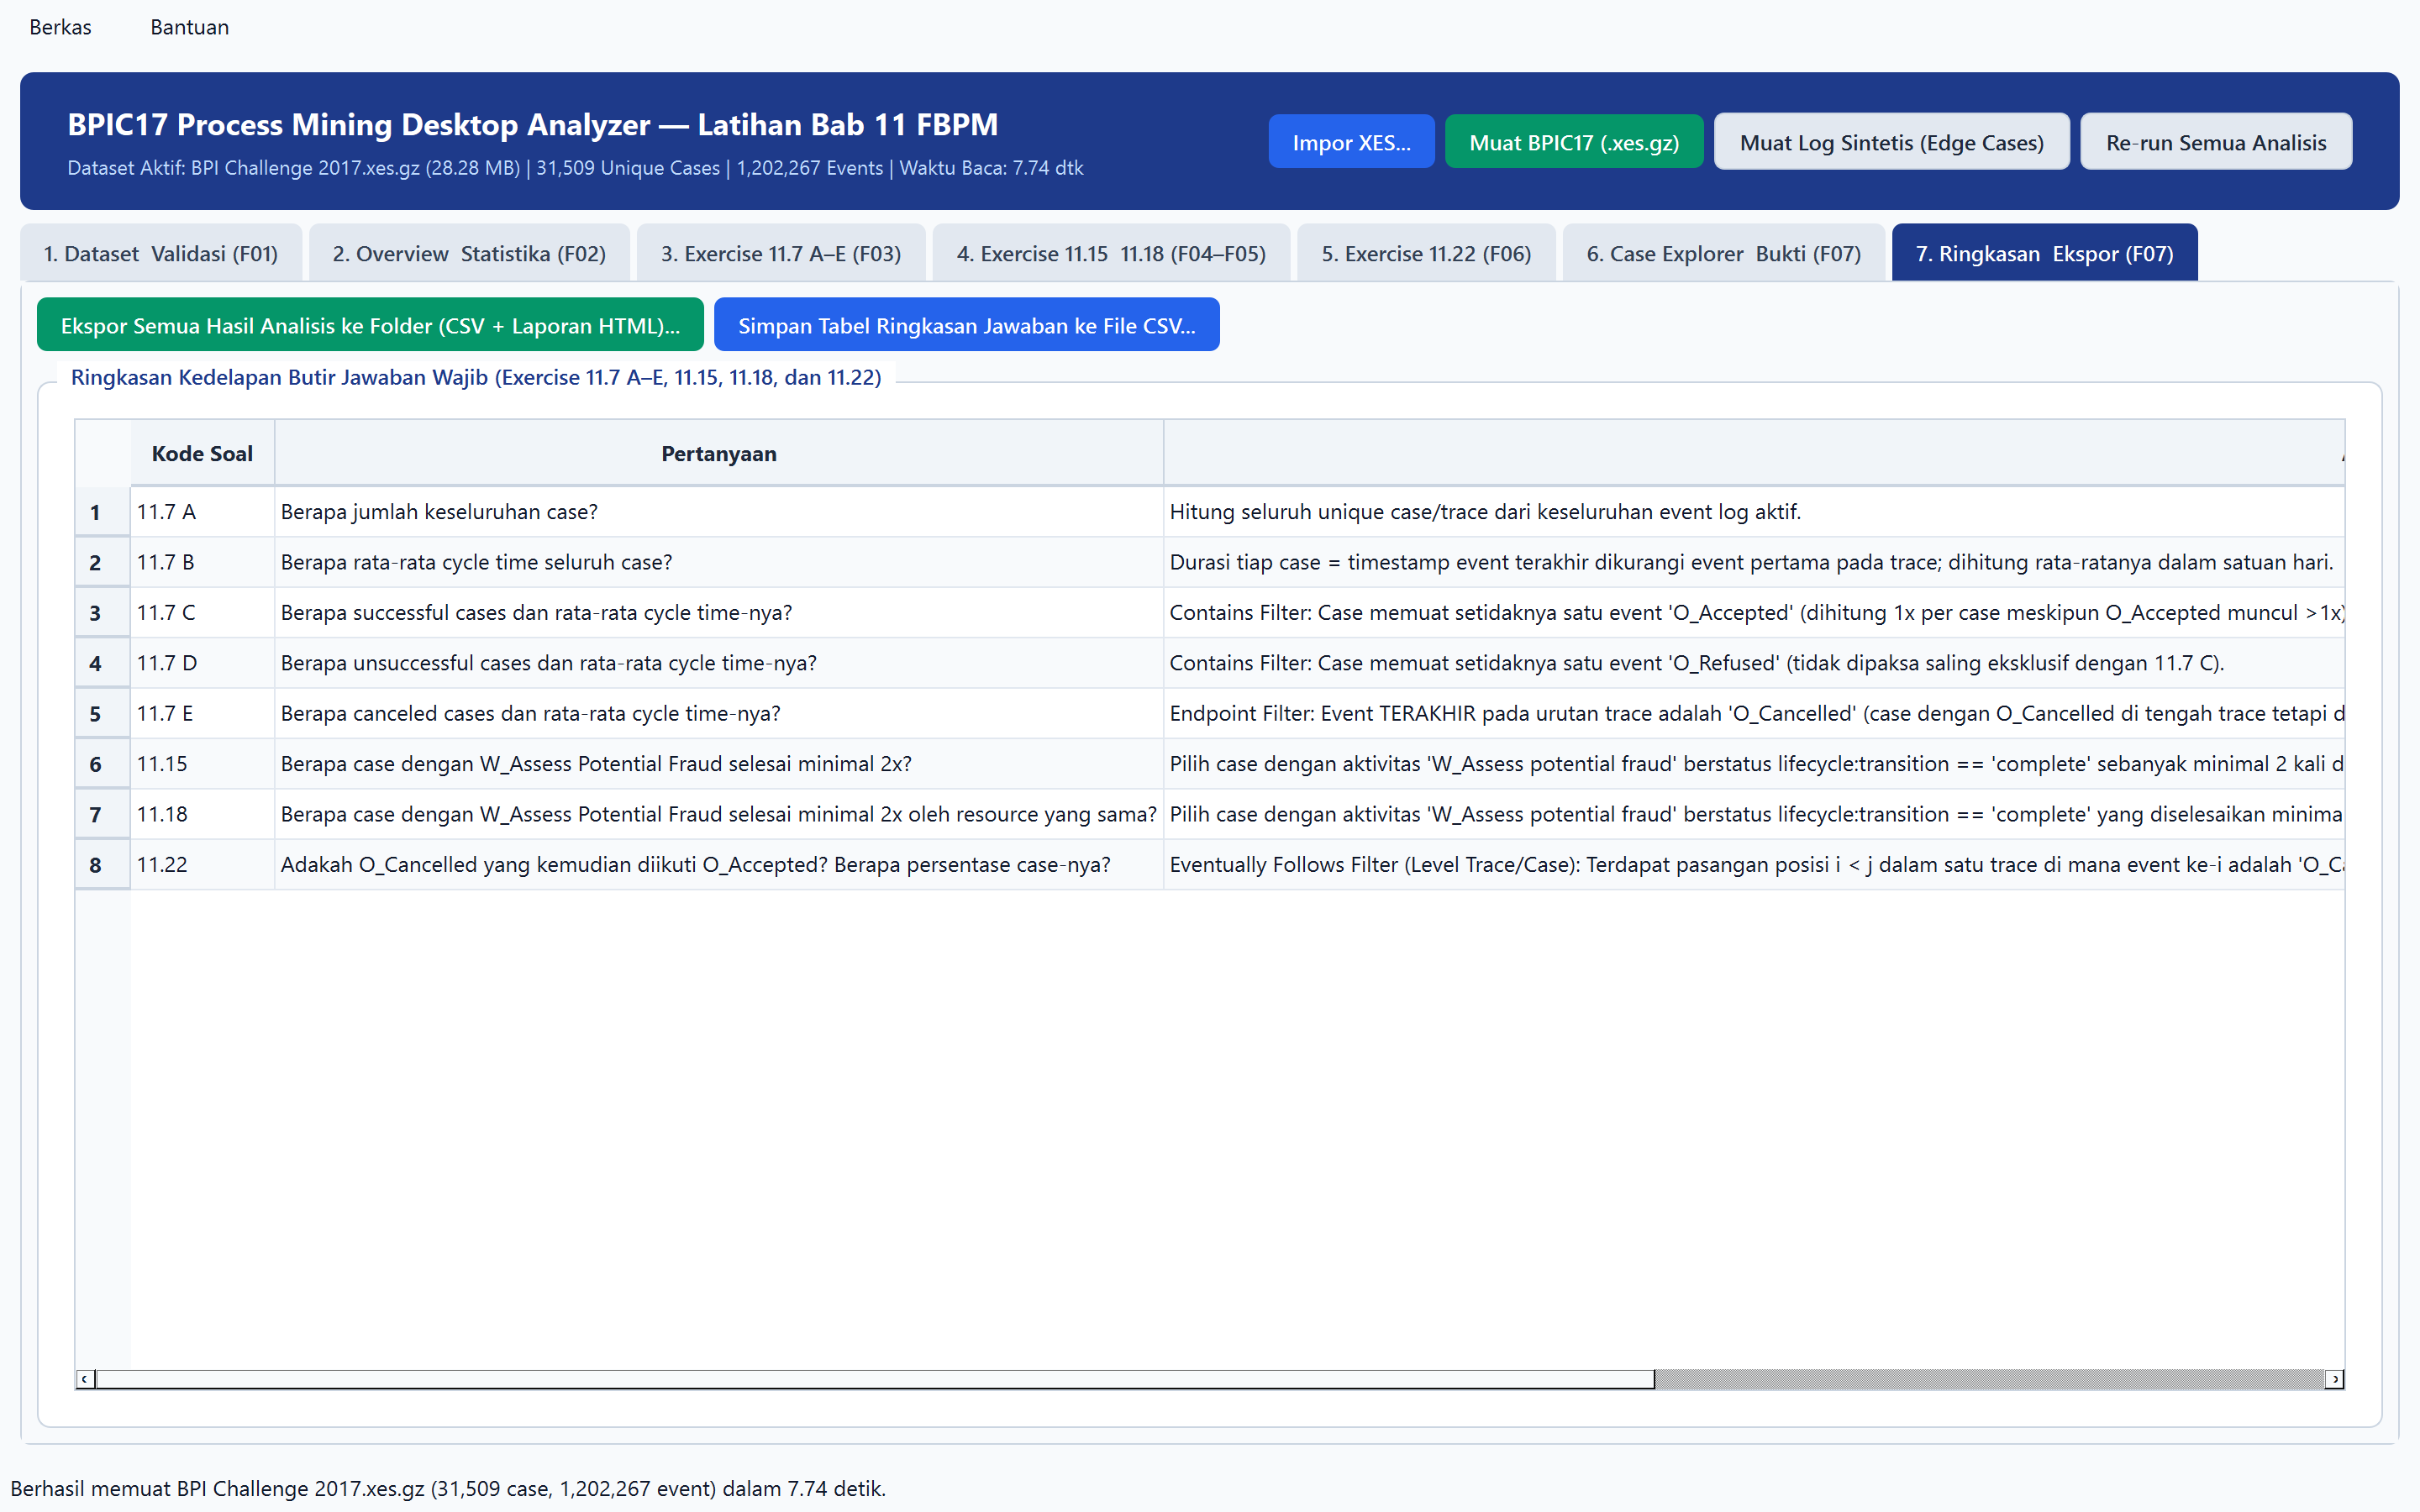 Berkas Bantuan
BPIC17 Process Mining Desktop Analyzer — Latihan Bab 11 FBPM
Dataset Aktif: BPI Challenge 2017.xes.gz (28.28 MB) | 31,509 Unique Cases | 1,202,267 Events | Waktu Baca: 7.74 dtk
Impor XES... Muat BPIC17 (.xes.gz) Muat Log Sintetis (Edge Cases) Re-run Semua Analisis
1. Dataset  Validasi (F01) 2. Overview  Statistika (F02) 3. Exercise 11.7 A–E (F03) 4. Exercise 11.15  11.18 (F04–F05) 5. Exercise 11.22 (F06) 6. Case Explorer  Bukti (F07) 7. Ringkasan  Ekspor (F07)
Ekspor Semua Hasil Analisis ke Folder (CSV + Laporan HTML)... Simpan Tabel Ringkasan Jawaban ke File CSV...
Ringkasan Kedelapan Butir Jawaban Wajib (Exercise 11.7 A–E, 11.15, 11.18, dan 11.22)
Kode Soal Pertanyaan
1 11.7 A Berapa jumlah keseluruhan case? Hitung seluruh unique case/trace dari keseluruhan event log aktif.
2 11.7 B Berapa rata-rata cycle time seluruh case? Durasi tiap case = timestamp event terakhir dikurangi event pertama pada trace; dihitung rata-ratanya dalam satuan hari.
3 11.7 C Berapa successful cases dan rata-rata cycle time-nya? Contains Filter: Case memuat setidaknya satu event 'O_Accepted' (dihitung 1x per case meskipun O_Accepted muncul >1x)
4 11.7 D Berapa unsuccessful cases dan rata-rata cycle time-nya? Contains Filter: Case memuat setidaknya satu event 'O_Refused' (tidak dipaksa saling eksklusif dengan 11.7 C).
5 11.7 E Berapa canceled cases dan rata-rata cycle time-nya? Endpoint Filter: Event TERAKHIR pada urutan trace adalah 'O_Cancelled' (case dengan O_Cancelled di tengah trace tetapi d
6 11.15 Berapa case dengan W_Assess Potential Fraud selesai minimal 2x? Pilih case dengan aktivitas 'W_Assess potential fraud' berstatus lifecycle:transition == 'complete' sebanyak minimal 2 kali d
7 11.18 Berapa case dengan W_Assess Potential Fraud selesai minimal 2x oleh resource yang sama? Pilih case dengan aktivitas 'W_Assess potential fraud' berstatus lifecycle:transition == 'complete' yang diselesaikan minima
8 11.22 Adakah O_Cancelled yang kemudian diikuti O_Accepted? Berapa persentase case-nya? Eventually Follows Filter (Level Trace/Case): Terdapat pasangan posisi i < j dalam satu trace di mana event ke-i adalah 'O_Ca
Berhasil memuat BPI Challenge 2017.xes.gz (31,509 case, 1,202,267 event) dalam 7.74 detik.